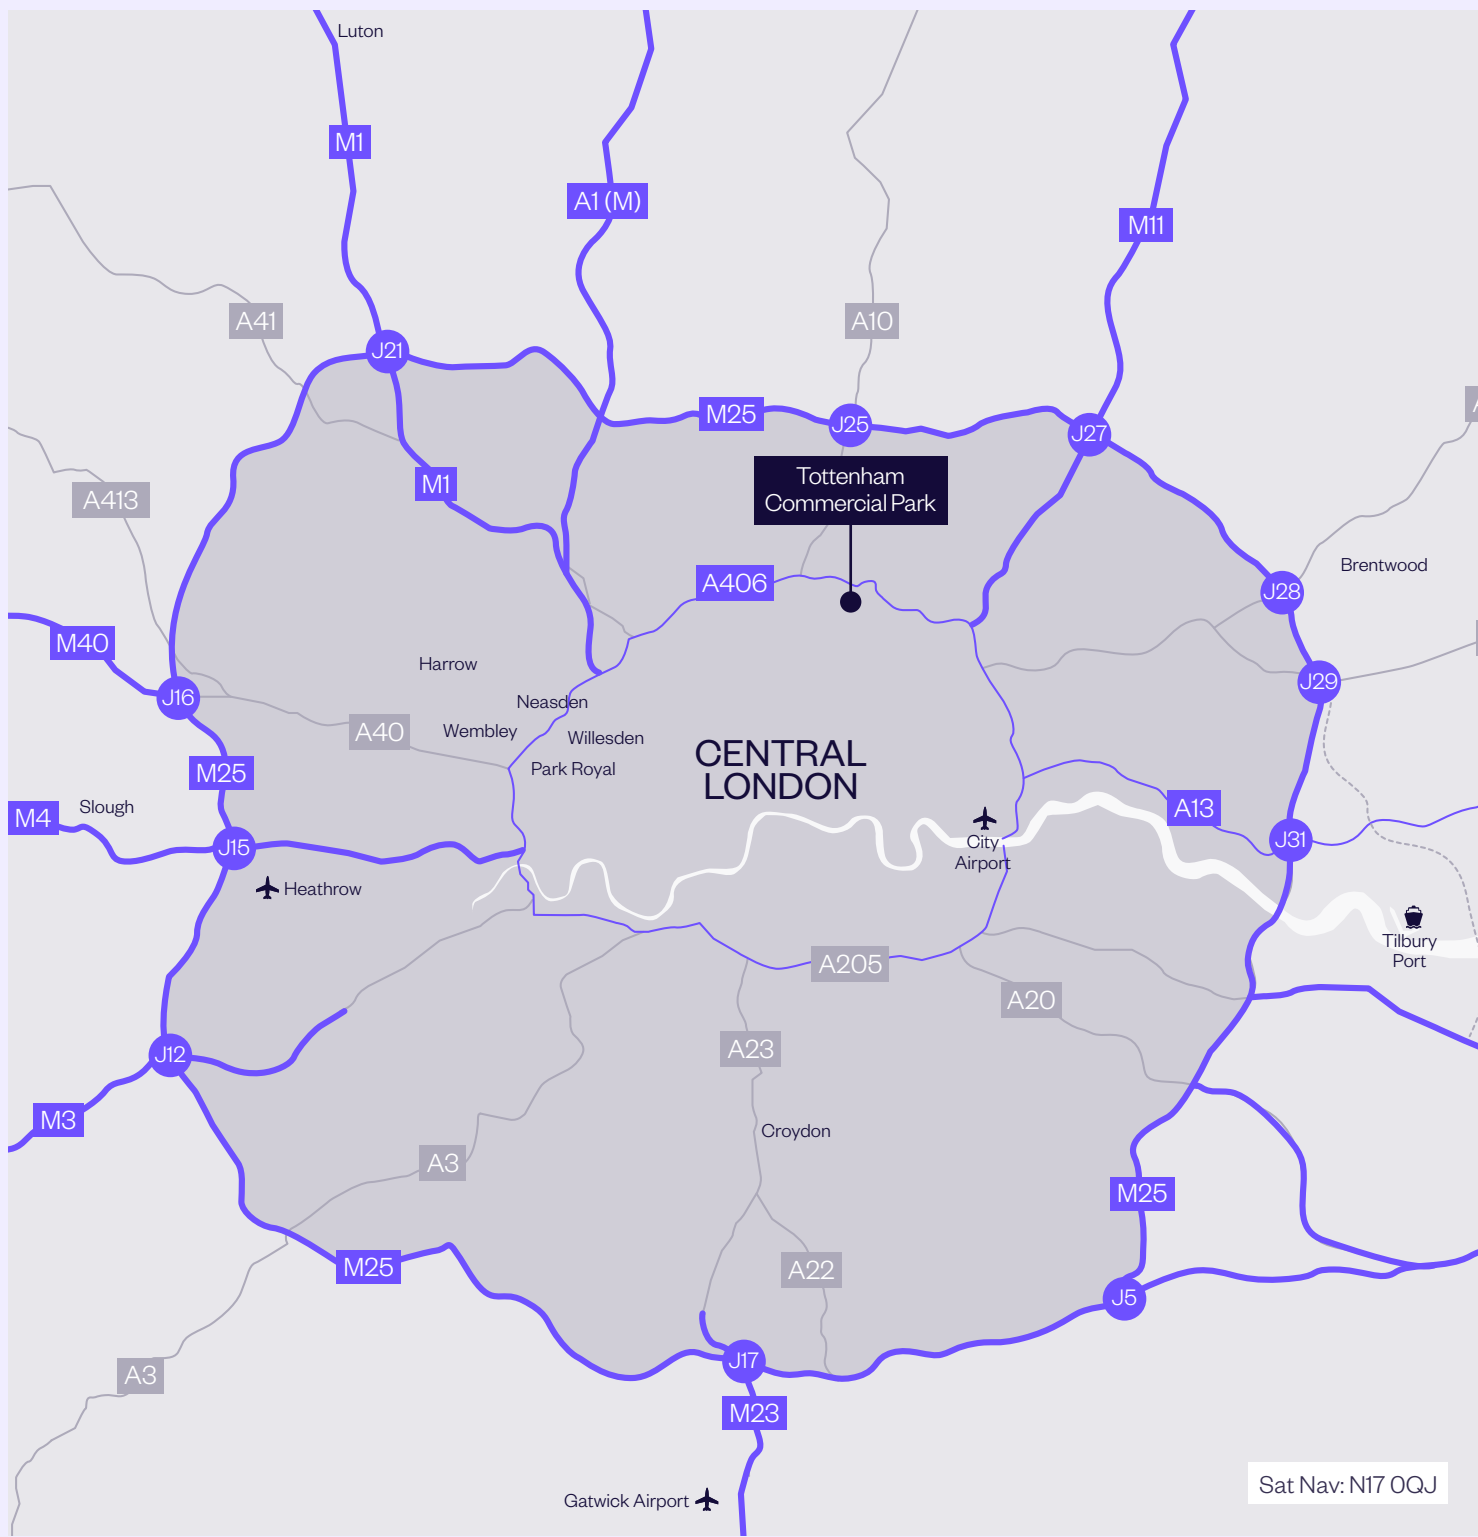 Luton
M1
A1 (M)
M11
A41
A10
J21
M25
J25
J27
Tottenham
Commercial Park
A413
M1
A406
Brentwood
J28
M40
Harrow
J16
J29
Neasden
Wembley
Willesden
A40
Park Royal
CENTRAL
LONDON
M25
Slough
M4
A13
City
Airport
J15
J31
Heathrow
Tilbury
Port
A205
A20
A23
J12
M3
Croydon
A3
M25
M25
A22
J5
A3
J17
M23
Gatwick Airport
Sat Nav: N17 0QJ